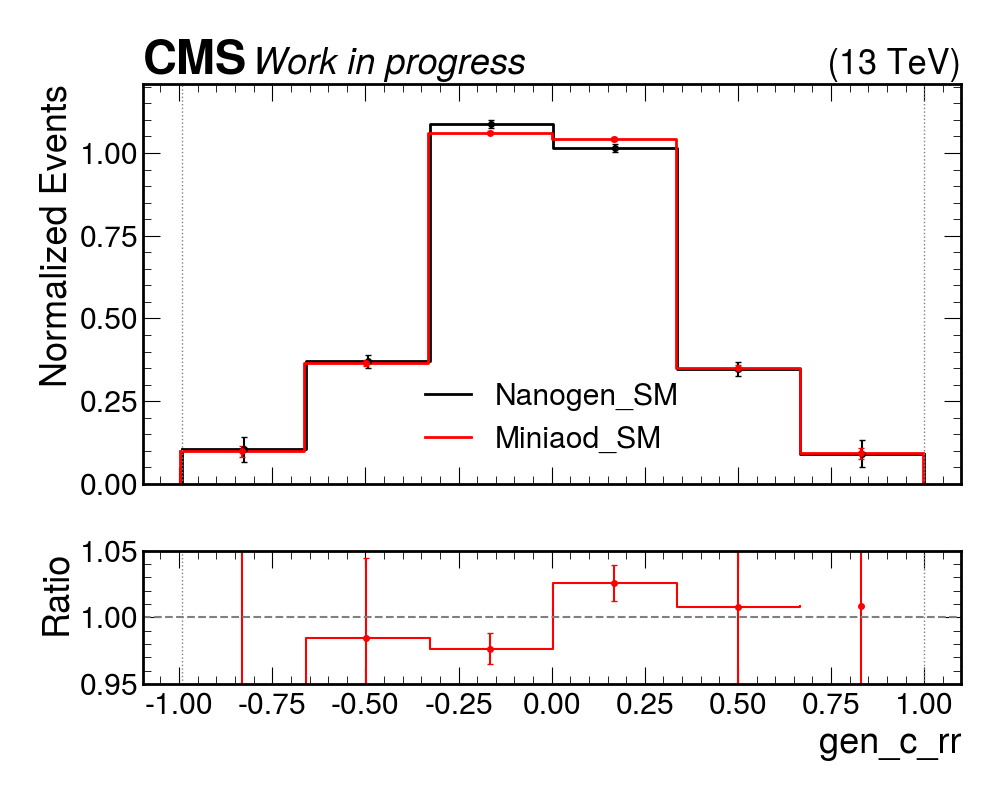 CMS Work in progress (13 TeV)
Normalized Events
1.00
0.75
0.50
0.25
0.00
Nanogen_SM
Miniaod_SM
Ratio
1.05
1.00
0.95
-1.00 -0.75 -0.50 -0.25 0.00 0.25 0.50 0.75 1.00
gen_c_rr